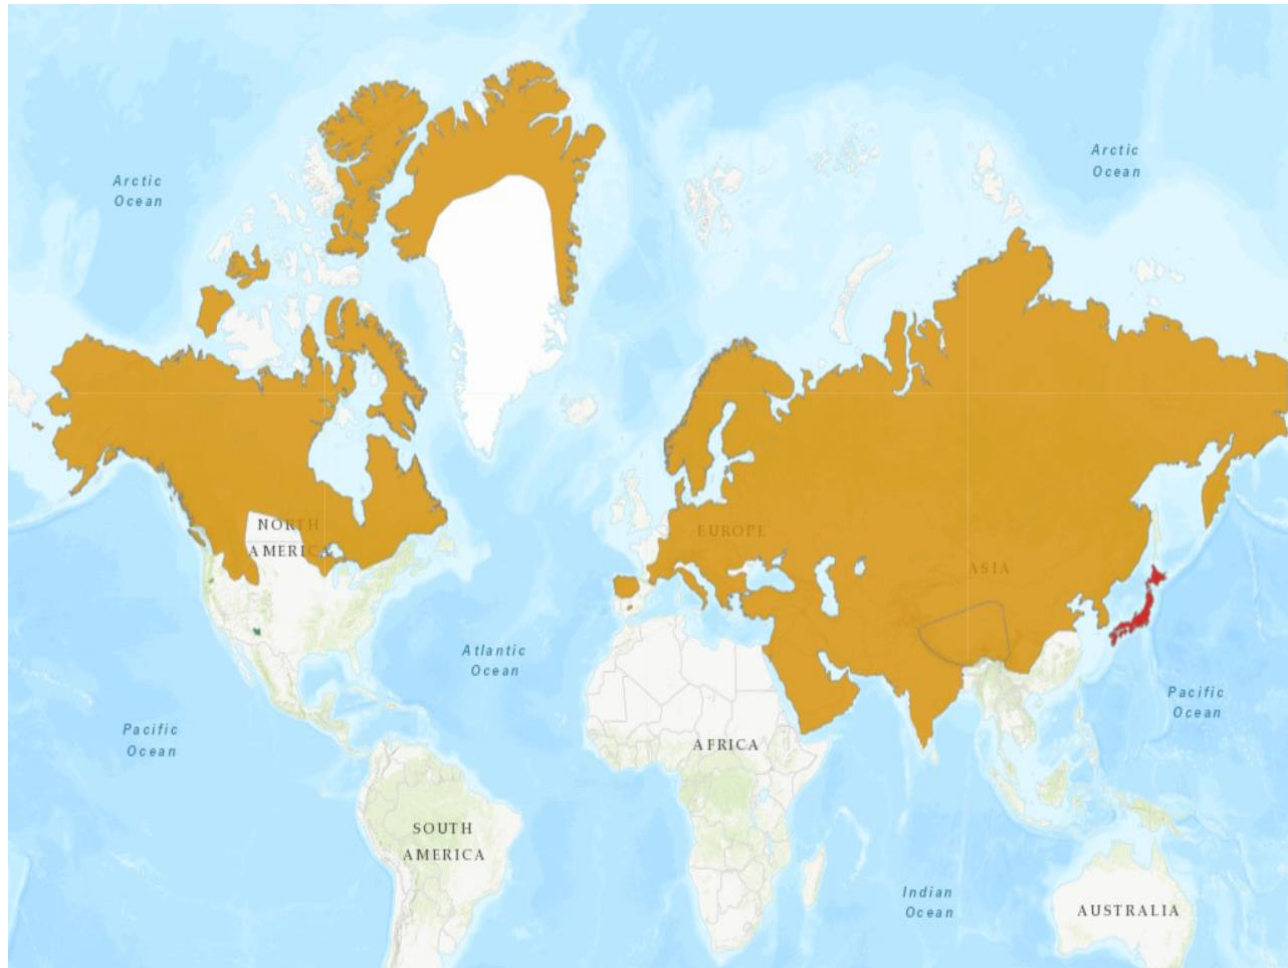 Arctic
Ocean
Arctic
Ocean
NORTH
AMERICA
EUROPE
ASIA
Atlantic
Ocean
Pacific
Ocean
Pacific
Ocean
AFRICA
SOUTH
AMERICA
Indian
Ocean
AUSTRALIA